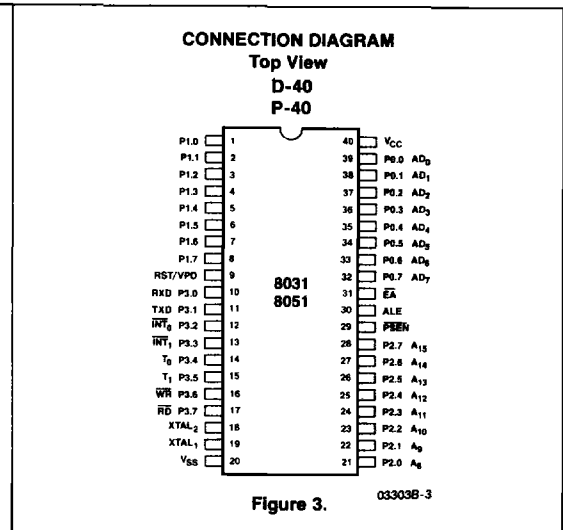 CONNECTION DIAGRAM
Top View
D-40
P-40
P1.0 1 40 VCC
P1.1 2 39 P0.0 AD0
P1.2 3 38 P0.1 AD1
P1.3 4 37 P0.2 AD2
P1.4 5 36 P0.3 AD3
P1.5 6 35 P0.4 AD4
P1.6 7 34 P0.5 AD5
P1.7 8 33 P0.6 AD6
RST/VPD 9 32 P0.7 AD7
RXD P3.0 10 8031 31 E̅A̅
TXD P3.1 11 8051 30 ALE
I̅N̅T̅0 P3.2 12 29 P̅S̅E̅N̅
I̅N̅T̅1 P3.3 13 28 P2.7 A15
T0 P3.4 14 27 P2.6 A14
T1 P3.5 15 26 P2.5 A13
W̅R̅ P3.6 16 25 P2.4 A12
R̅D̅ P3.7 17 24 P2.3 A11
XTAL2 18 23 P2.2 A10
XTAL1 19 22 P2.1 A9
VSS 20 21 P2.0 A8
Figure 3.
03303B-3